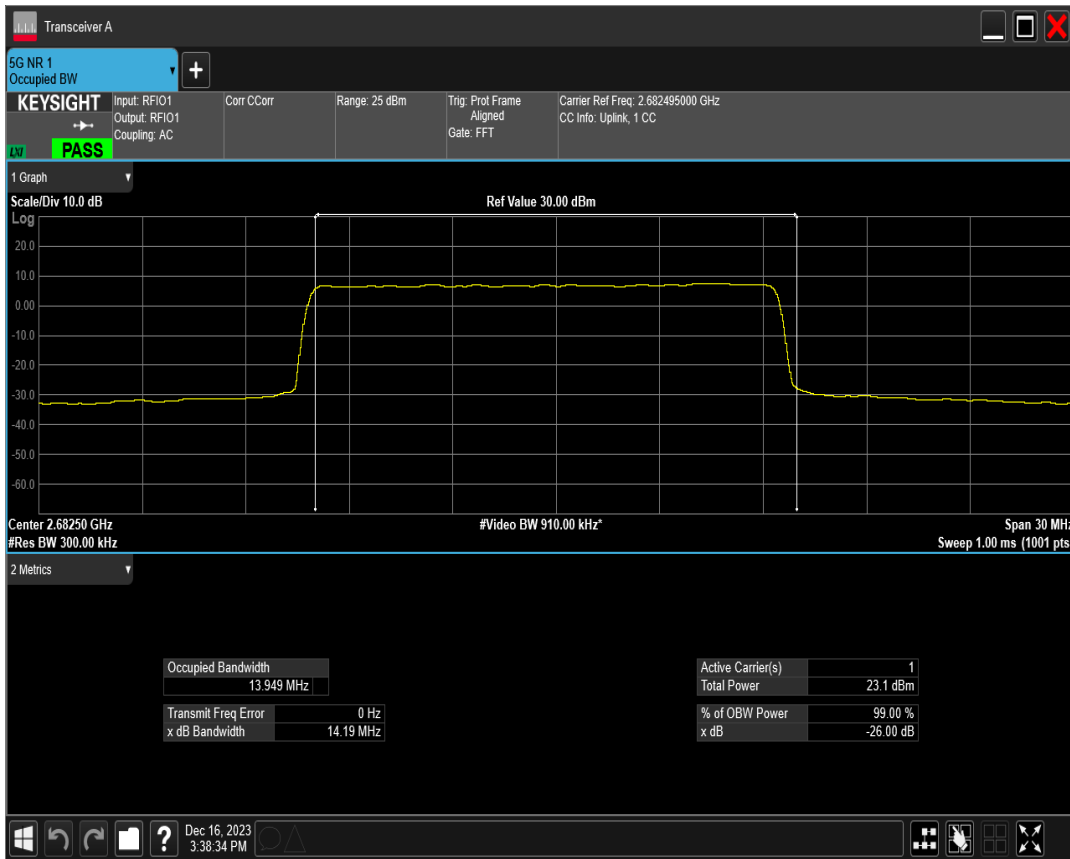 Transceiver A
5G NR 1
Occupied BW
KEYSIGHT
LXI
PASS
Input: RFIO1
Output: RFIO1
Coupling: AC
Corr CCorr
Range: 25 dBm
Trig: Prot Frame
Aligned
Gate: FFT
Carrier Ref Freq: 2.682495000 GHz
CC Info: Uplink, 1 CC
1 Graph
Scale/Div 10.0 dB
Ref Value 30.00 dBm
Log
20.0
10.0
0.00
-10.0
-20.0
-30.0
-40.0
-50.0
-60.0
Center 2.68250 GHz
#Video BW 910.00 kHz*
Span 30 MHz
#Res BW 300.00 kHz
Sweep 1.00 ms (1001 pts
2 Metrics
Occupied Bandwidth
13.949 MHz
Transmit Freq Error 0 Hz
x dB Bandwidth 14.19 MHz
Active Carrier(s) 1
Total Power 23.1 dBm
% of OBW Power 99.00 %
x dB -26.00 dB
?
Dec 16, 2023
3:38:34 PM